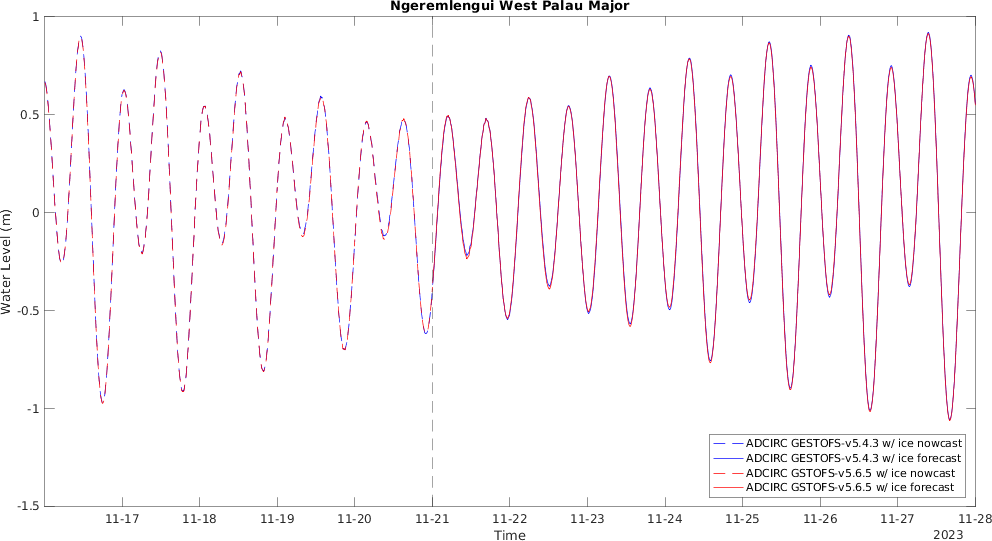 Ngeremlengui West Palau Major
Water Level (m)
1
0.5
0
-0.5
-1
-1.5
11-17 11-18 11-19 11-20 11-21 11-22 11-23 11-24 11-25 11-26 11-27 11-28
Time
2023
ADCIRC GESTOFS-v5.4.3 w/ ice nowcast
ADCIRC GESTOFS-v5.4.3 w/ ice forecast
ADCIRC GSTOFS-v5.6.5 w/ ice nowcast
ADCIRC GSTOFS-v5.6.5 w/ ice forecast